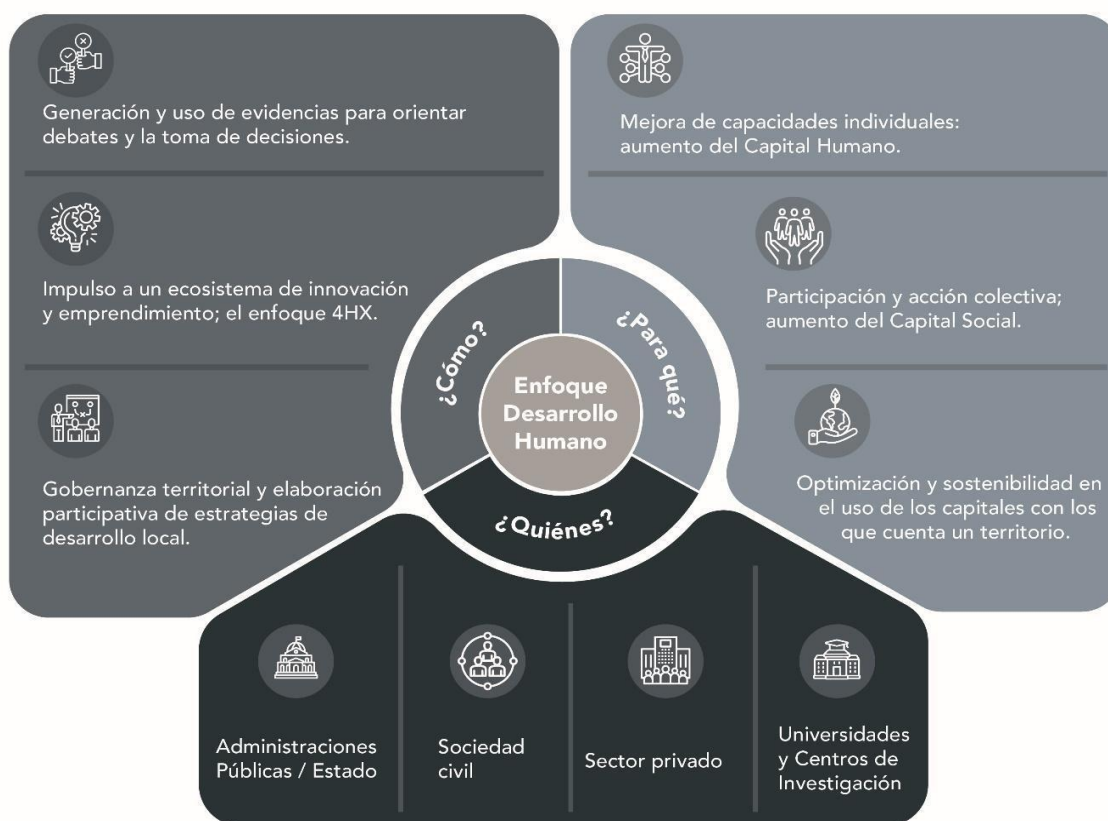 Generación y uso de evidencias para orientar
debates y la toma de decisiones.
Impulso a un ecosistema de innovación
y emprendimiento; el enfoque 4HX.
Gobernanza territorial y elaboración
participativa de estrategias de
desarrollo local.
Mejora de capacidades individuales:
aumento del Capital Humano.
Participación y acción colectiva;
aumento del Capital Social.
Optimización y sostenibilidad en
el uso de los capitales con los
que cuenta un territorio.
¿Cómo?
¿Para qué?
Enfoque
Desarrollo
Humano
¿Quiénes?
Administraciones
Públicas / Estado
Sociedad
civil
Sector privado
Universidades
y Centros de
Investigación